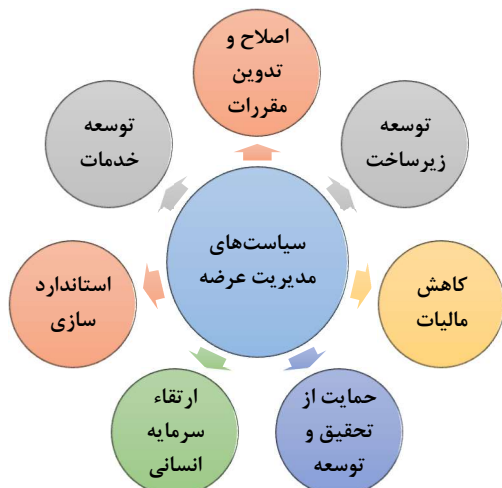 اصلاح و
تدوین
مقررات
توسعه
زیرساخت
کاهش
مالیات
حمایت از
تحقیق و
توسعه
ارتقاء
سرمایه
انسانی
استاندارد
سازی
توسعه
خدمات
سیاست‌های
مدیریت عرضه